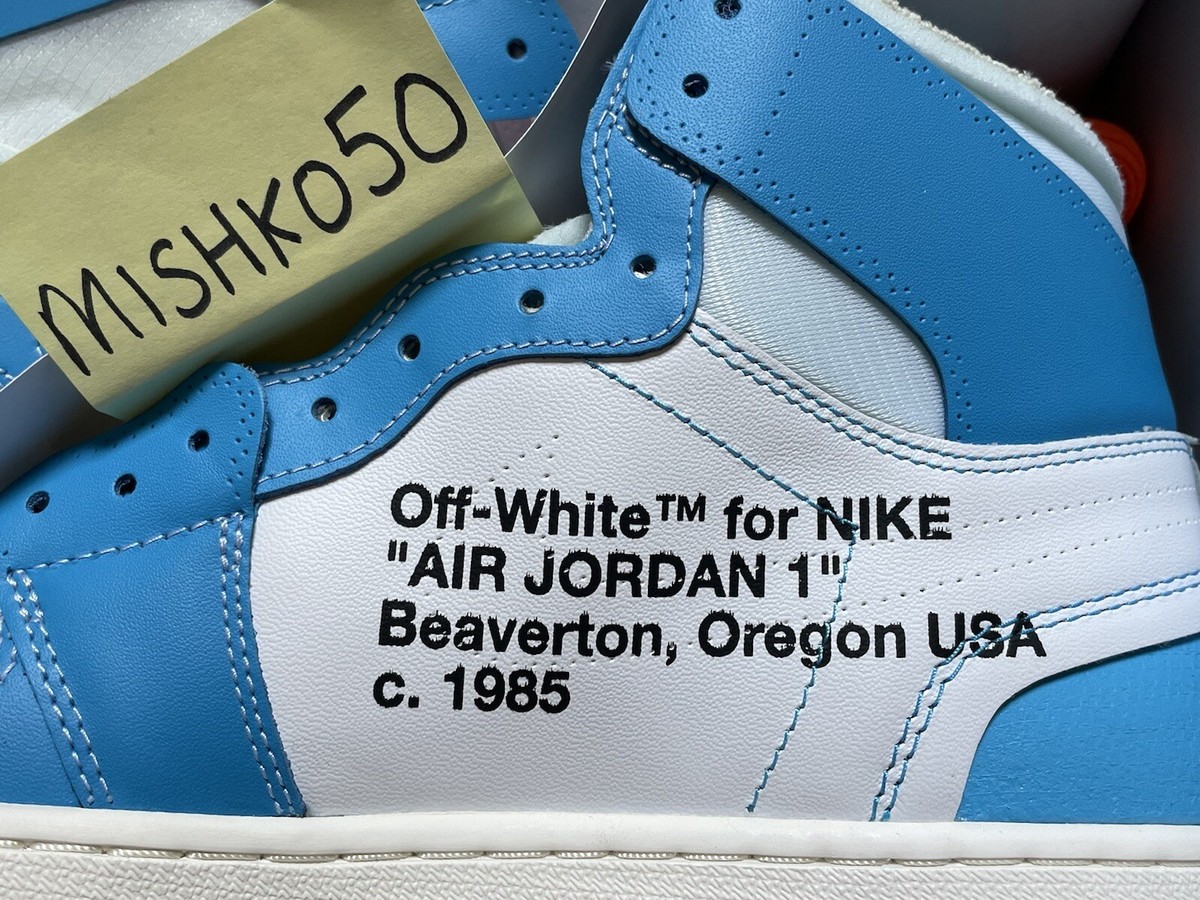 MISHKO50
Off-White™ for NIKE
"AIR JORDAN 1"
Beaverton, Oregon USA
c. 1985